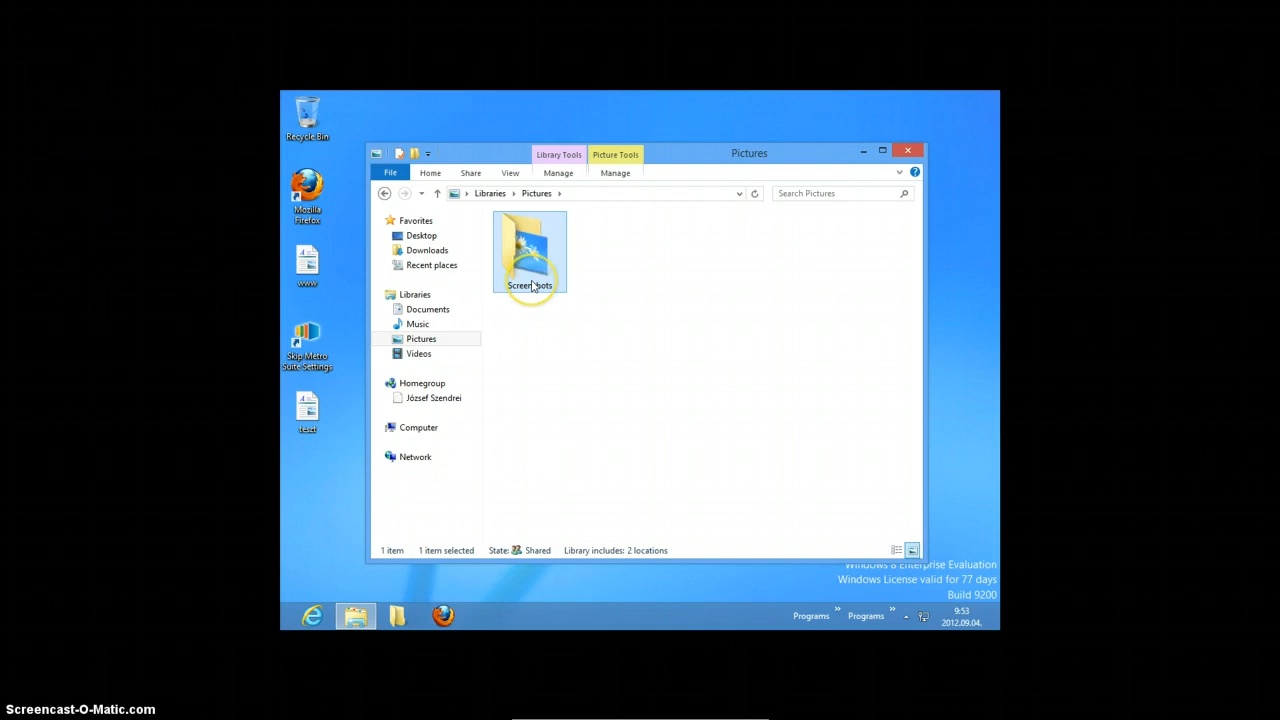 Recycle Bin
Mozilla
Firefox
www
Skip Metro
Suite Settings
teszt
Library Tools
Picture Tools
Pictures
File
Home
Share
View
Manage
Manage
Libraries
Pictures
Search Pictures
Favorites
Desktop
Downloads
Recent places
Libraries
Documents
Music
Pictures
Videos
Homegroup
József Szendrei
Computer
Network
Screenshots
1 item
1 item selected
State:
Shared
Library includes: 2 locations
Windows 8 Enterprise Evaluation
Windows License valid for 77 days
Build 9200
Programs
Programs
9:53
2012.09.04.
Screencast-O-Matic.com